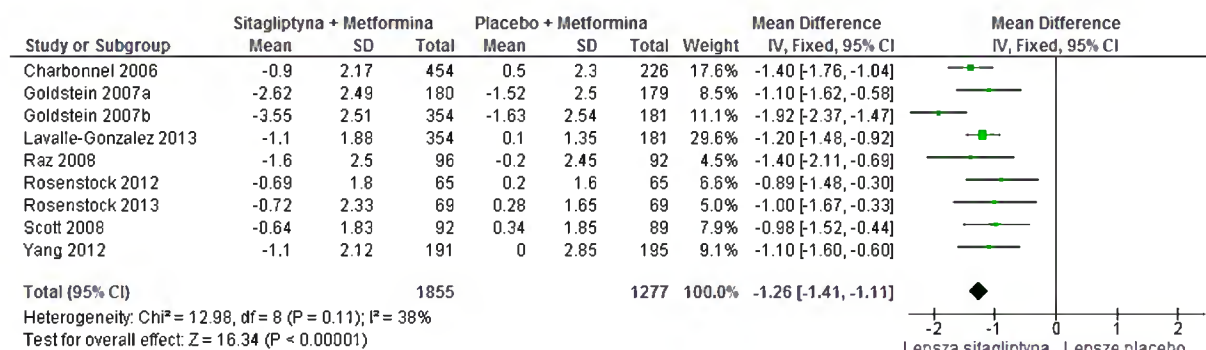 Sitagliptyna + Metformina Placebo + Metformina Mean Difference Mean Difference
Study or Subgroup Mean SD Total Mean SD Total Weight IV, Fixed, 95% CI IV, Fixed, 95% CI
Charbonnel 2006 -0.9 2.17 454 0.5 2.3 226 17.6% -1.40 [-1.76, -1.04]
Goldstein 2007a -2.62 2.49 180 -1.52 2.5 179 8.5% -1.10 [-1.62, -0.58]
Goldstein 2007b -3.55 2.51 354 -1.63 2.54 181 11.1% -1.92 [-2.37, -1.47]
Lavalle-Gonzalez 2013 -1.1 1.88 354 0.1 1.35 181 29.6% -1.20 [-1.48, -0.92]
Raz 2008 -1.6 2.5 96 -0.2 2.45 92 4.5% -1.40 [-2.11, -0.69]
Rosenstock 2012 -0.69 1.8 65 0.2 1.6 65 6.6% -0.89 [-1.48, -0.30]
Rosenstock 2013 -0.72 2.33 69 0.28 1.65 69 5.0% -1.00 [-1.67, -0.33]
Scott 2008 -0.64 1.83 92 0.34 1.85 89 7.9% -0.98 [-1.52, -0.44]
Yang 2012 -1.1 2.12 191 0 2.85 195 9.1% -1.10 [-1.60, -0.60]
Total (95% CI) 1855 1277 100.0% -1.26 [-1.41, -1.11]
Heterogeneity: Chi² = 12.98, df = 8 (P = 0.11); I² = 38%
Test for overall effect: Z = 16.34 (P < 0.00001)
-2 -1 0 1 2
Lepsza sitagliptyna Lepsze placebo